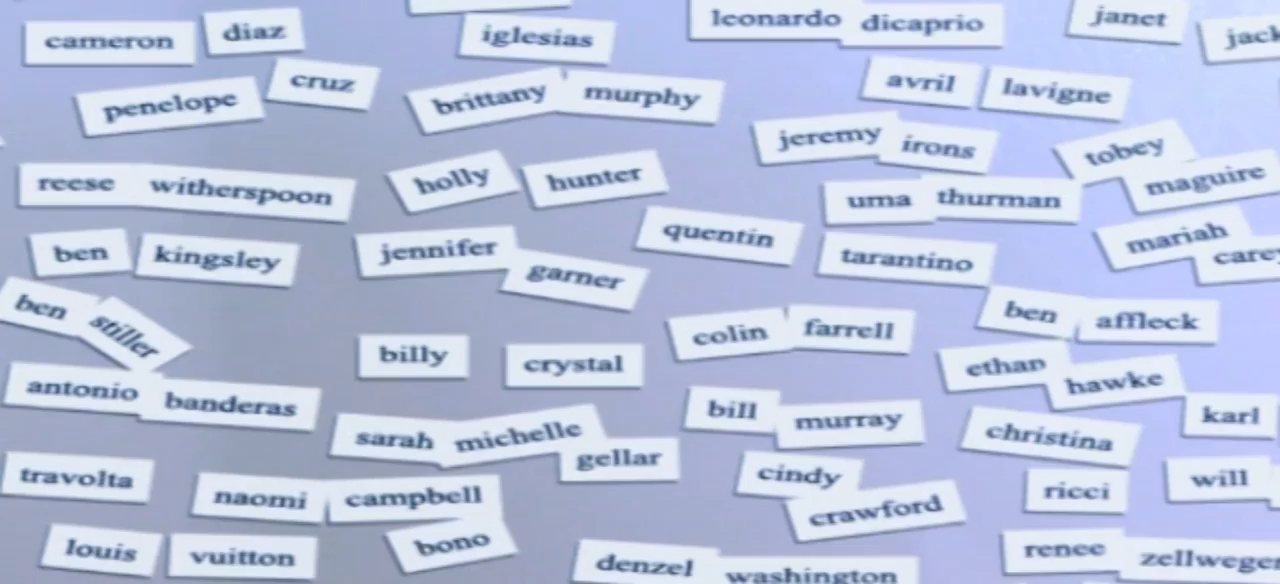 cameron diaz
iglesias
leonardo dicaprio
janet
penelope cruz
brittany murphy
avril lavigne
jeremy irons
tobey maguire
reese witherspoon
holly hunter
uma thurman
ben kingsley
jennifer garner
quentin tarantino
mariah
ben stiller
billy crystal
colin farrell
ben affleck
ethan hawke
antonio banderas
sarah michelle gellar
bill murray
christina ricci
karl
travolta
naomi campbell
cindy crawford
will
louis vuitton
bono
denzel washington
renee zellweger